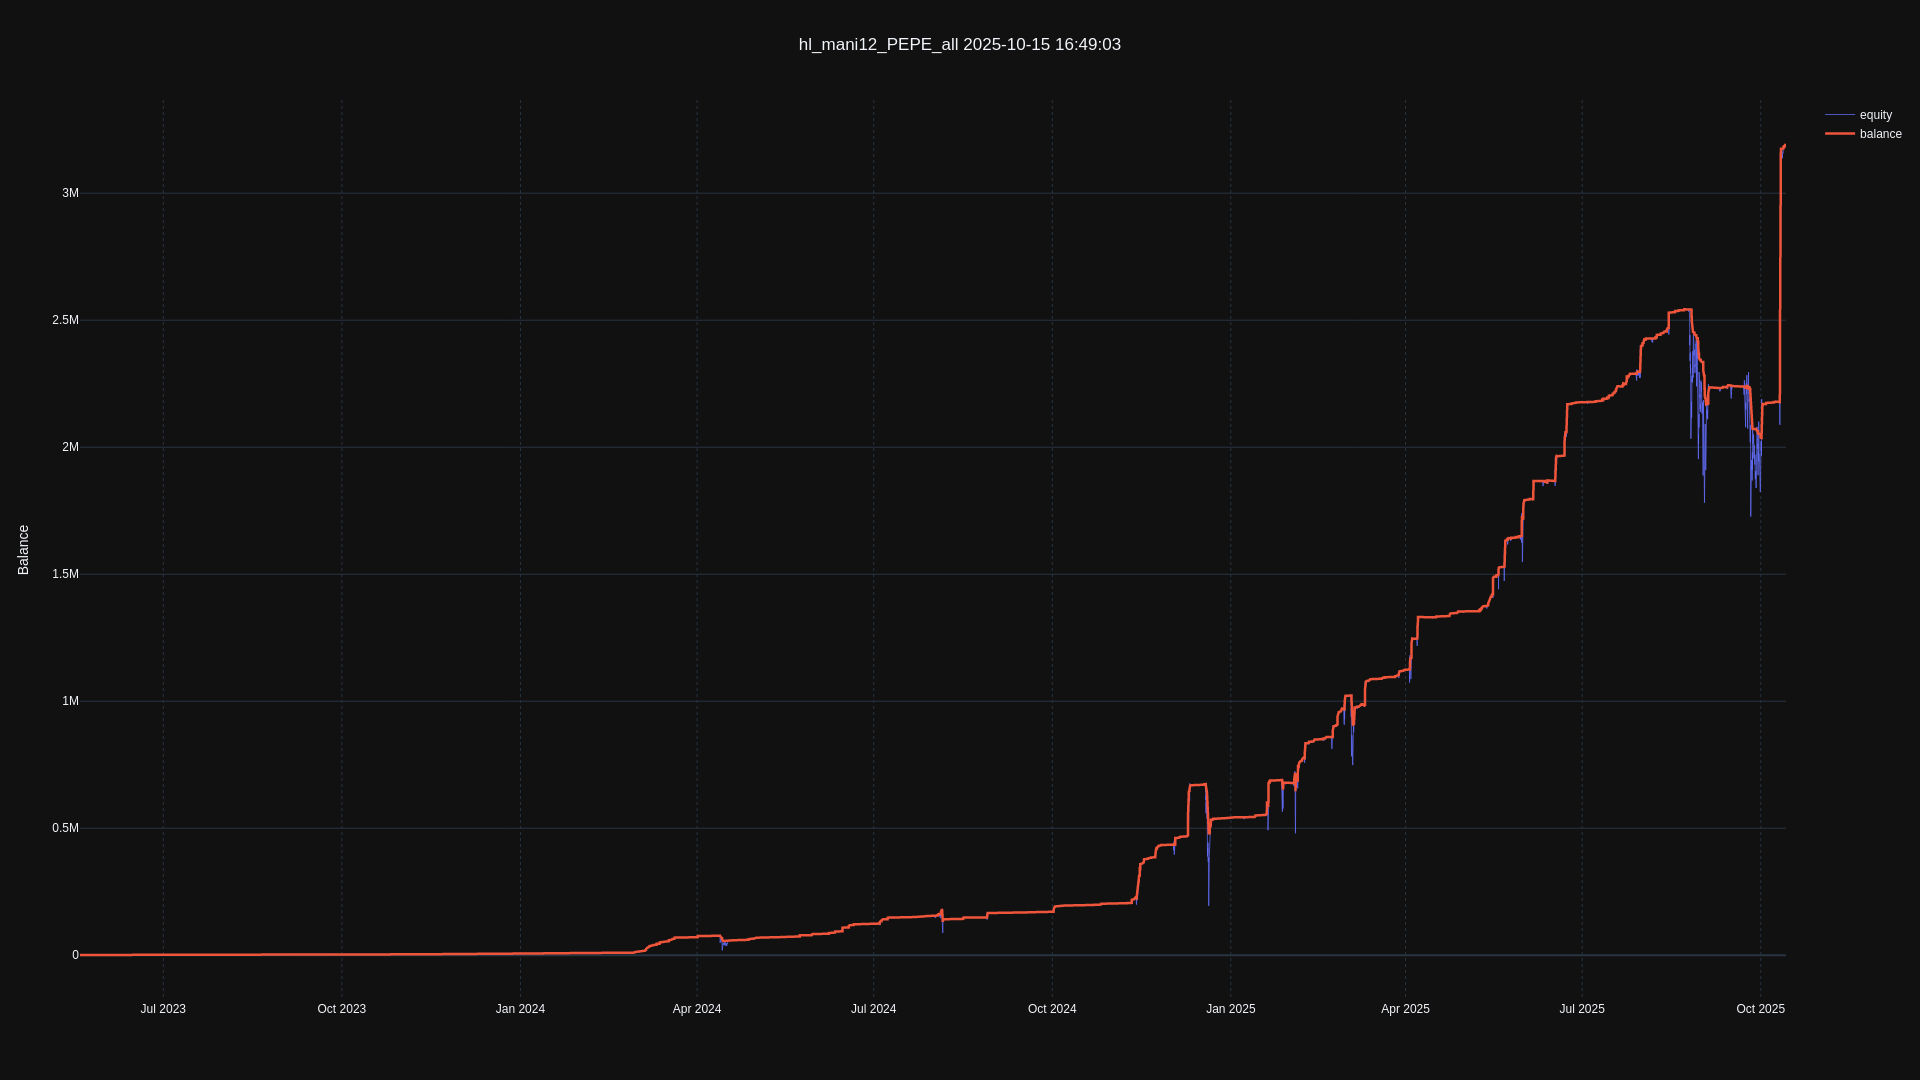 hl_mani12_PEPE_all 2025-10-15 16:49:03
equity
balance
3M
2.5M
2M
1.5M
1M
0.5M
0
Balance
Jul 2023
Oct 2023
Jan 2024
Apr 2024
Jul 2024
Oct 2024
Jan 2025
Apr 2025
Jul 2025
Oct 2025